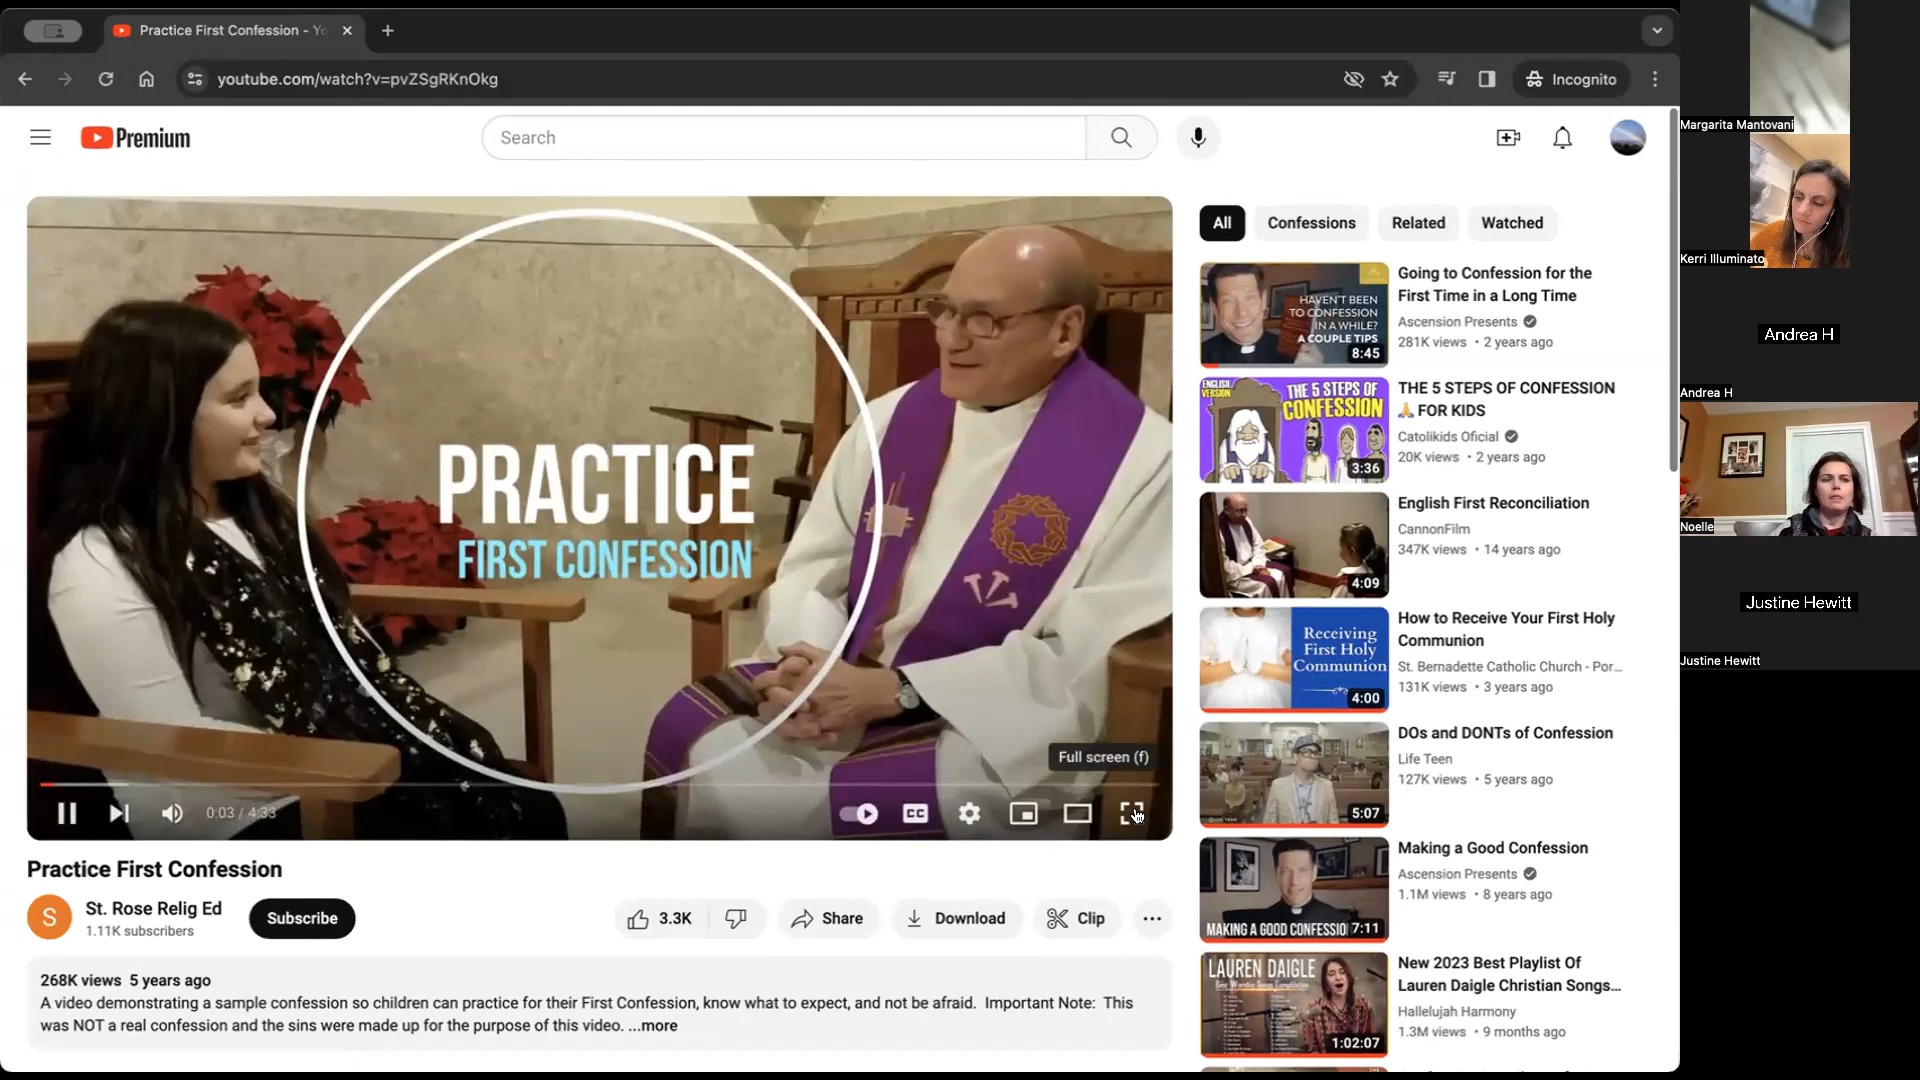 Practice First Confession - Yo
youtube.com/watch?v=pvZSgRKnOkg
Incognito
Premium
Search
PRACTICE
FIRST CONFESSION
Full screen (f)
0:03 / 4:33
CC
Practice First Confession
S
St. Rose Relig Ed
1.11K subscribers
Subscribe
3.3K
Share
Download
Clip
268K views 5 years ago
A video demonstrating a sample confession so children can practice for their First Confession, know what to expect, and not be afraid. Important Note: This
was NOT a real confession and the sins were made up for the purpose of this video. ...more
All
Confessions
Related
Watched
HAVEN'T BEEN
TO CONFESSION
IN A WHILE?
A COUPLE TIPS
8:45
Going to Confession for the
First Time in a Long Time
Ascension Presents
281K views • 2 years ago
ENGLISH
VERSION
THE 5 STEPS OF
CONFESSION
3:36
THE 5 STEPS OF CONFESSION
🙏 FOR KIDS
Catolikids Oficial
20K views • 2 years ago
4:09
English First Reconciliation
CannonFilm
347K views • 14 years ago
Receiving
First Holy
Communion
4:00
How to Receive Your First Holy
Communion
St. Bernadette Catholic Church - Por...
131K views • 3 years ago
5:07
DOs and DONTs of Confession
Life Teen
127K views • 5 years ago
MAKING A GOOD CONFESSIO
7:11
Making a Good Confession
Ascension Presents
1.1M views • 8 years ago
LAUREN DAIGLE
1:02:07
New 2023 Best Playlist Of
Lauren Daigle Christian Songs...
Hallelujah Harmony
1.3M views • 9 months ago
Margarita Mantovani
Kerri Illuminato
Andrea H
Andrea H
Noelle
Justine Hewitt
Justine Hewitt